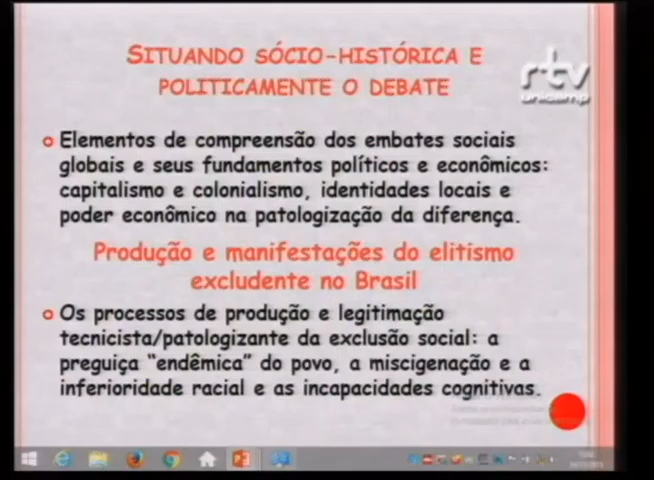 SITUANDO SÓCIO-HISTÓRICA E
POLITICAMENTE O DEBATE
rtv
unicamp
Elementos de compreensão dos embates sociais
globais e seus fundamentos políticos e econômicos:
capitalismo e colonialismo, identidades locais e
poder econômico na patologização da diferença.
Produção e manifestações do elitismo
excludente no Brasil
Os processos de produção e legitimação
tecnicista/patologizante da exclusão social: a
preguiça "endêmica" do povo, a miscigenação e a
inferioridade racial e as incapacidades cognitivas.